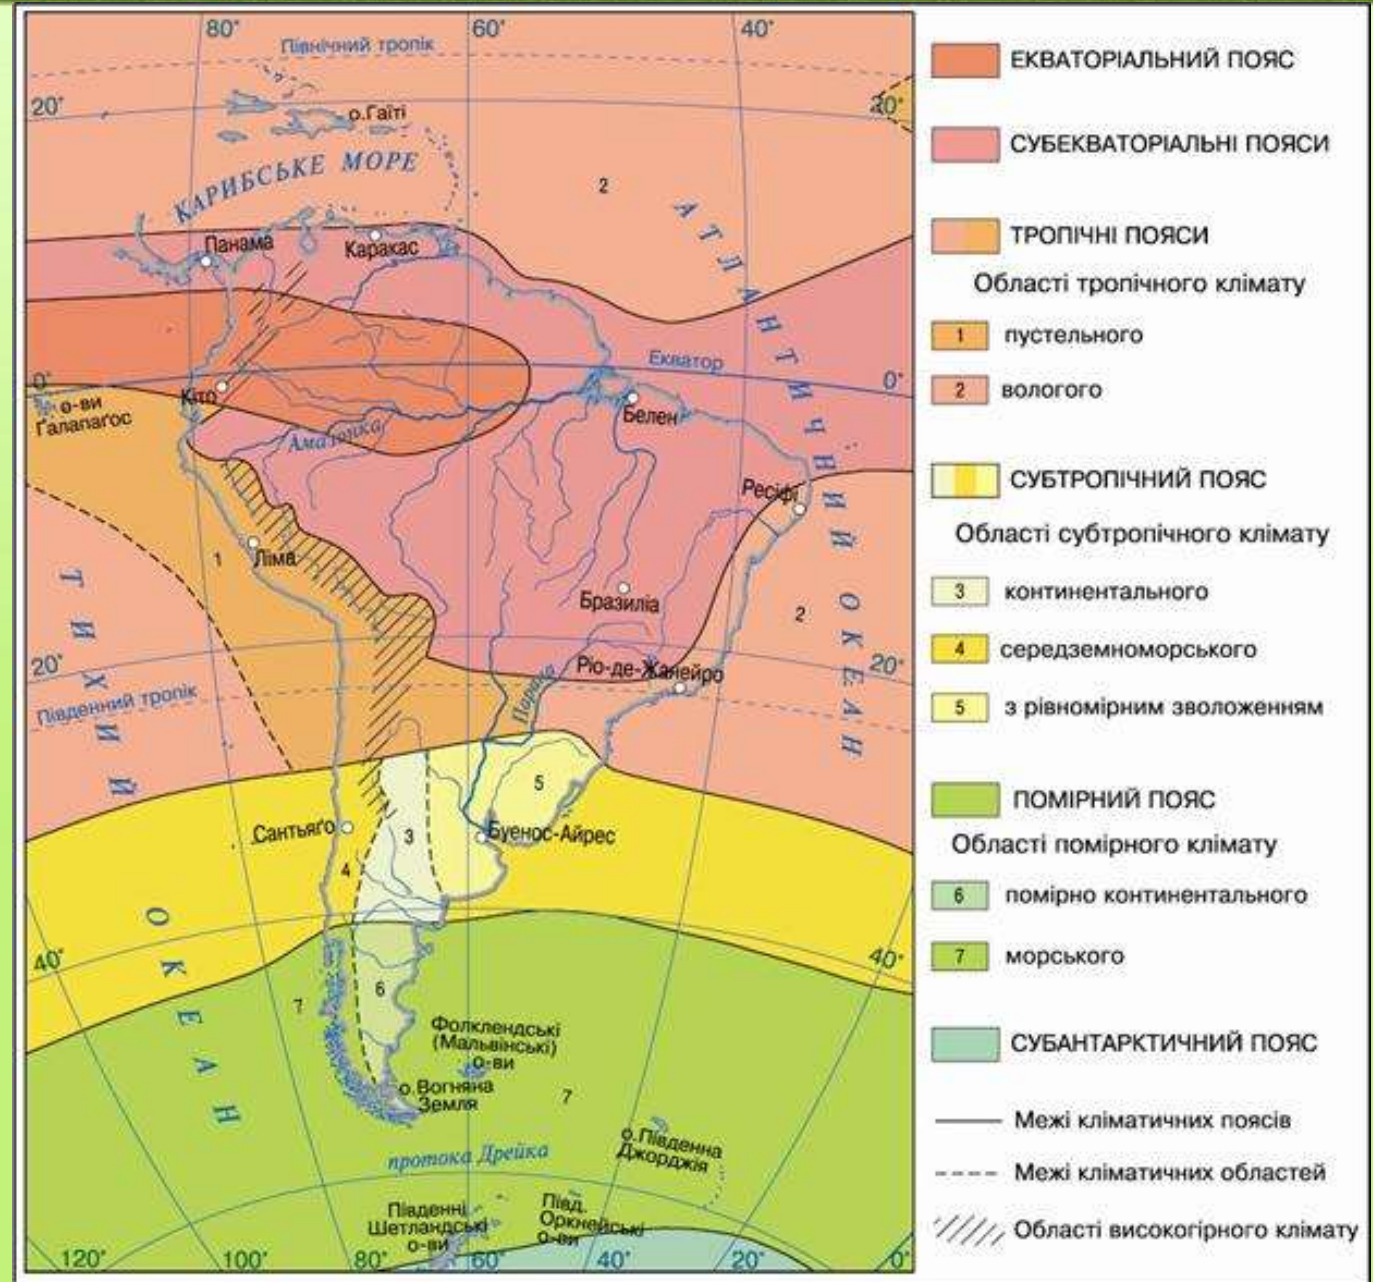 80°
60°
40°
Північний тропік
20°
20°
о.Гаїті
КАРИБСЬКЕ МОРЕ
2
АТЛАНТИЧНИЙ ОКЕАН
Панама
Каракас
Екватор
0°
0°
Кіто
о-ви
Ґалапаґос
Амазонка
Белен
Ресіфі
1
Ліма
Бразиліа
2
ТИХИЙ ОКЕАН
20°
20°
Ріо-де-Жанейро
Парана
Південний тропік
5
Сантьяґо
3
Буенос-Айрес
4
40°
40°
6
7
Фолклендські
(Мальвінські)
о-ви
о.Вогняна
Земля
7
о.Південна
Джорджія
протока Дрейка
Південні
Шетландські
о-ви
Півд.
Оркнейські
о-ви
120°
100°
80°
60°
40°
20°
0°
ЕКВАТОРІАЛЬНИЙ ПОЯС
СУБЕКВАТОРІАЛЬНІ ПОЯСИ
ТРОПІЧНІ ПОЯСИ
Області тропічного клімату
1 пустельного
2 вологого
СУБТРОПІЧНИЙ ПОЯС
Області субтропічного клімату
3 континентального
4 середземноморського
5 з рівномірним зволоженням
ПОМІРНИЙ ПОЯС
Області помірного клімату
6 помірно континентального
7 морського
СУБАНТАРКТИЧНИЙ ПОЯС
Межі кліматичних поясів
Межі кліматичних областей
Області високогірного клімату